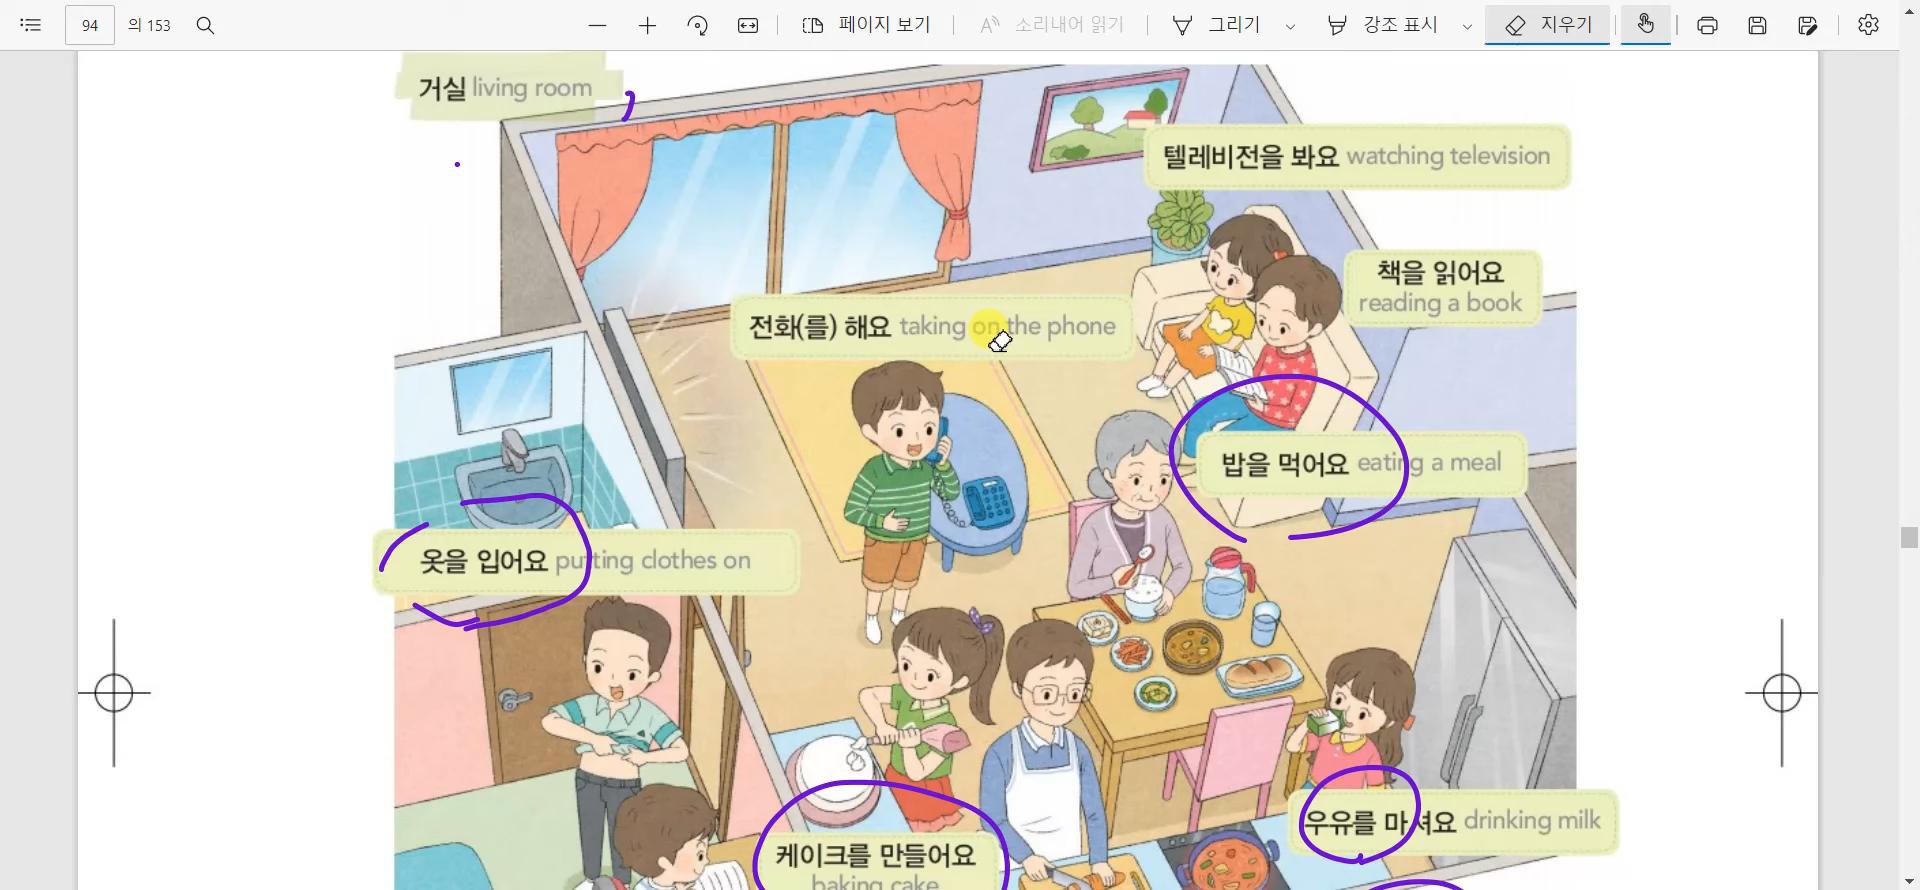 94 의 153 페이지 보기 소리내어 읽기 그리기 강조 표시 지우기
거실 living room
텔레비전을 봐요 watching television
책을 읽어요
reading a book
전화(를) 해요 taking on the phone
밥을 먹어요 eating a meal
옷을 입어요 putting clothes on
우유를 마셔요 drinking milk
케이크를 만들어요
baking cake